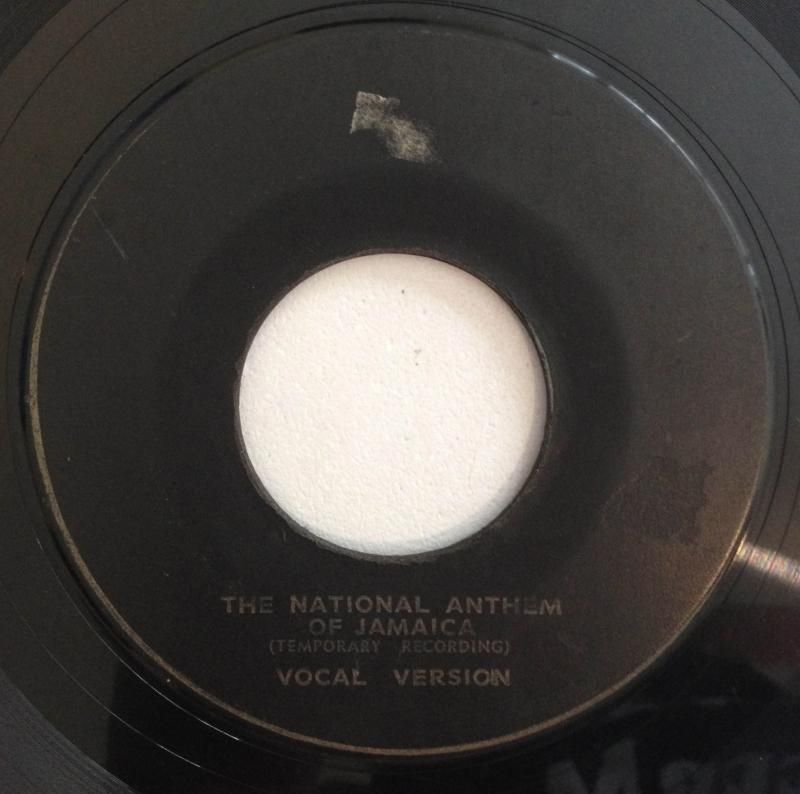 THE NATIONAL ANTHEM
OF JAMAICA
(TEMPORARY RECORDING)
VOCAL VERSION